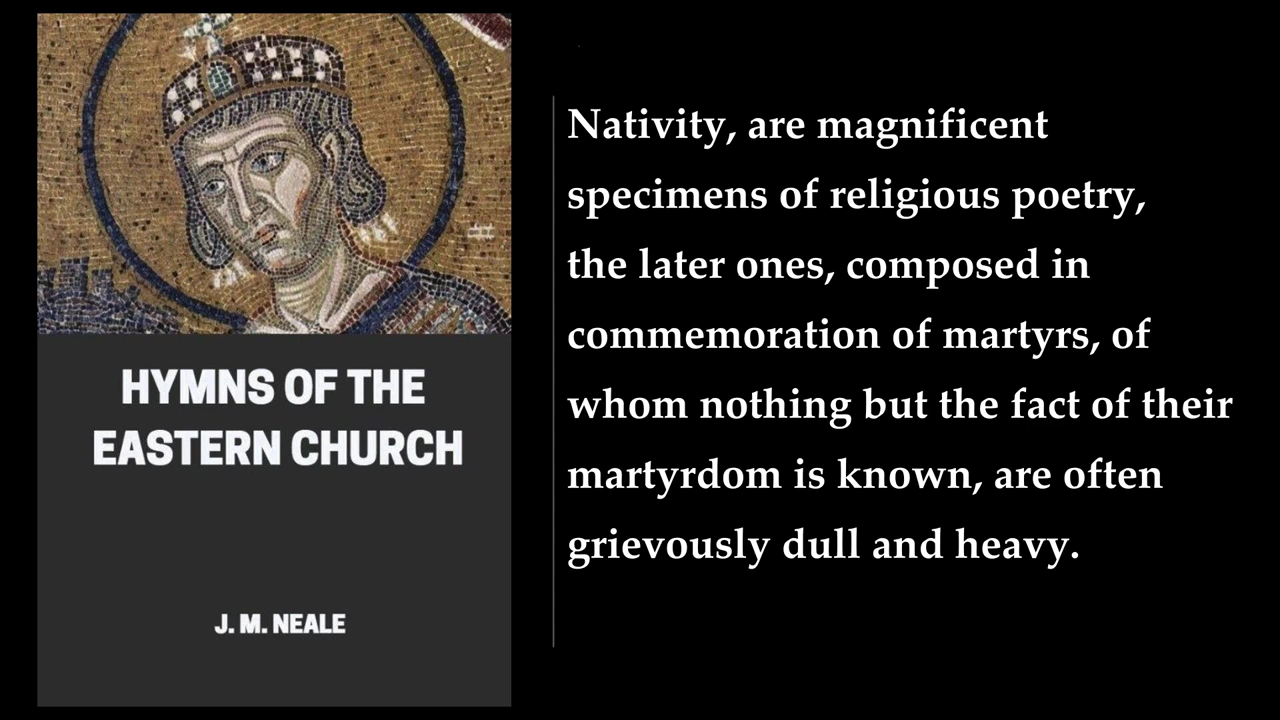 HYMNS OF THE
EASTERN CHURCH
J. M. NEALE
Nativity, are magnificent
specimens of religious poetry,
the later ones, composed in
commemoration of martyrs, of
whom nothing but the fact of their
martyrdom is known, are often
grievously dull and heavy.